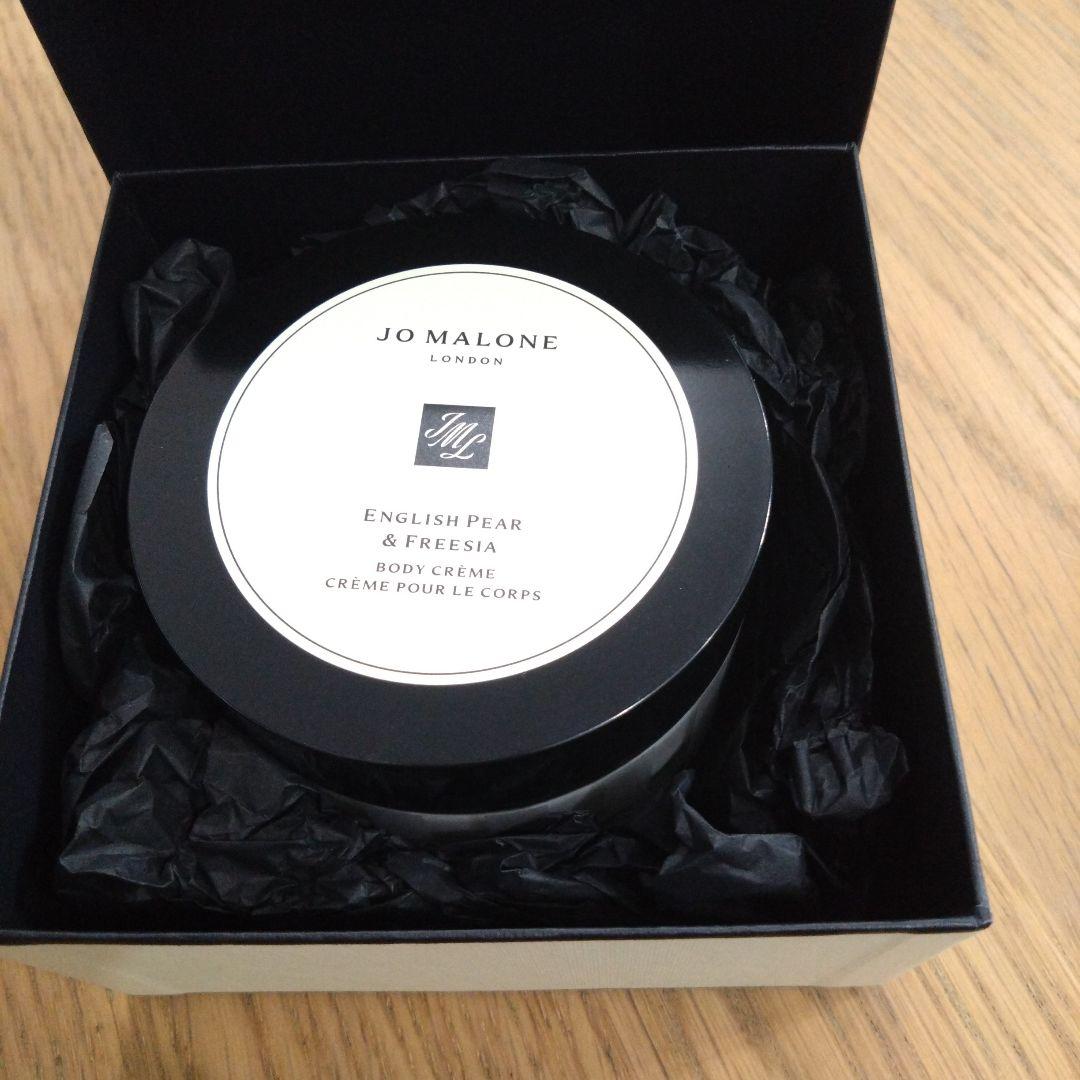 JO MALONE
LONDON
JML
ENGLISH PEAR
& FREESIA
BODY CRÈME
CRÈME POUR LE CORPS